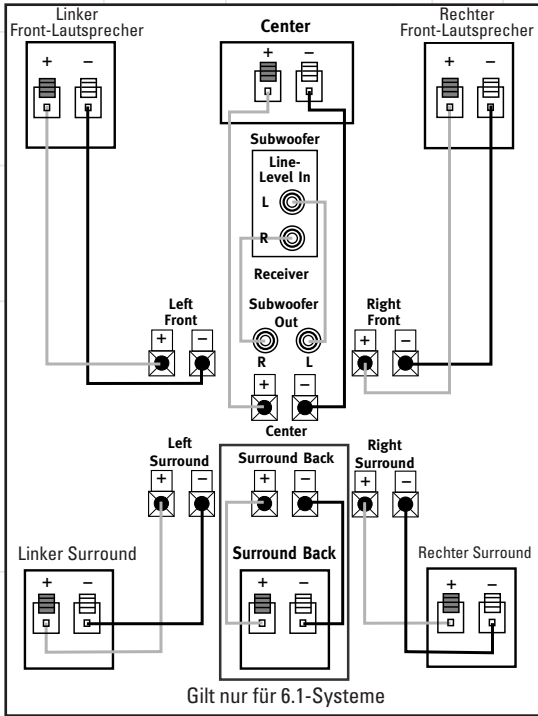 Linker
Front-Lautsprecher
+ −
Center
+ −
Rechter
Front-Lautsprecher
+ −
Subwoofer
Line-
Level In
L
R
Receiver
Subwoofer
Out
R L
Left
Front
+ −
Right
Front
+ −
+ −
Center
Left
Surround
+ −
Surround Back
+ −
Right
Surround
+ −
Linker Surround
+ −
Surround Back
+ −
Rechter Surround
+ −
Gilt nur für 6.1-Systeme